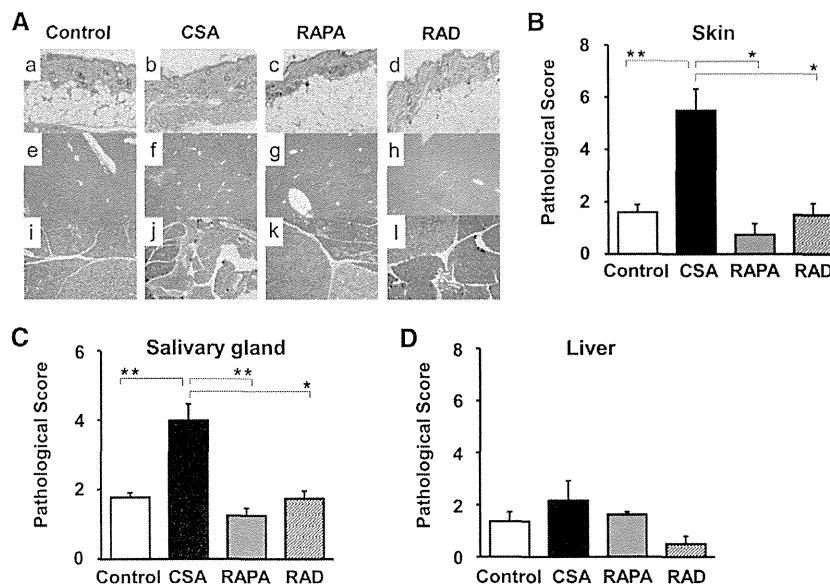 A Control CSA RAPA RAD
a b c d
e f g h
i j k l
B Skin
Pathological Score
8
6
4
2
0
** * *
Control CSA RAPA RAD
C Salivary gland
Pathological Score
6
4
2
0
** ** *
Control CSA RAPA RAD
D Liver
Pathological Score
8
6
4
2
0
Control CSA RAPA RAD